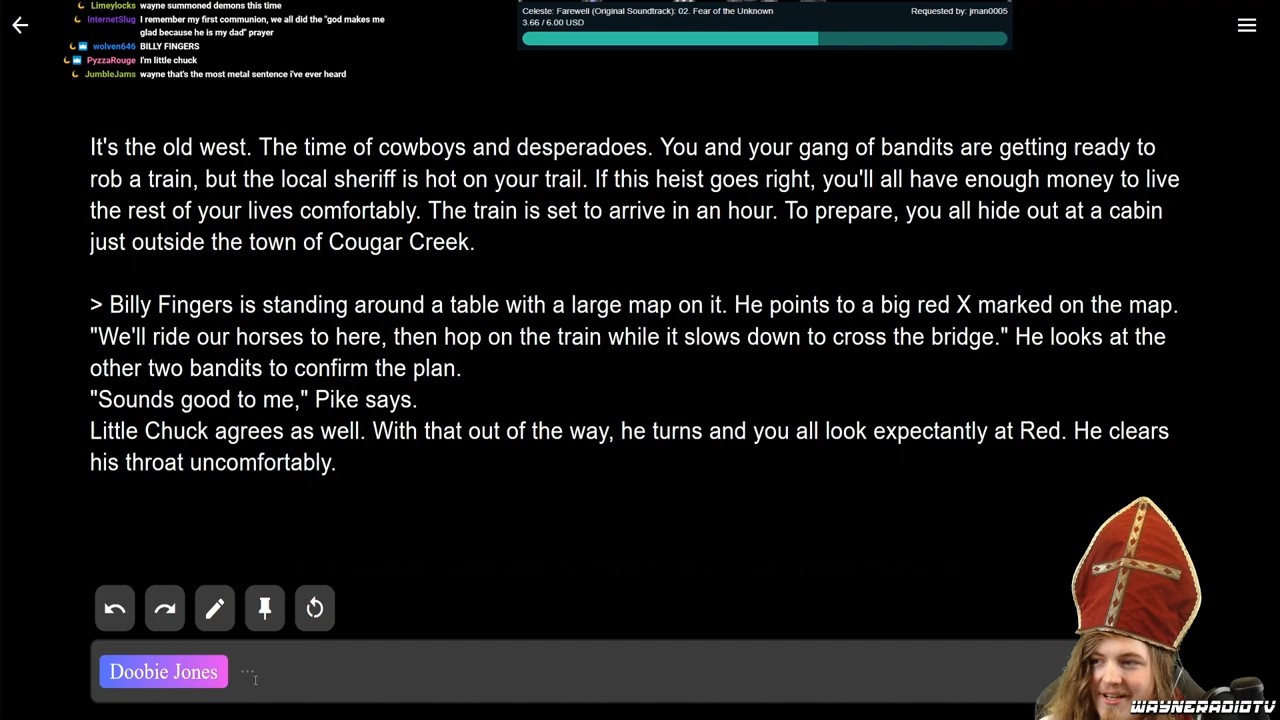 Limeylocks wayne summoned demons this time
InternetSlug I remember my first communion, we all did the "god makes me
glad because he is my dad" prayer
wolven646 BILLY FINGERS
PyzzaRouge I'm little chuck
JumbleJams wayne that's the most metal sentence i've ever heard
Celeste: Farewell (Original Soundtrack): 02. Fear of the Unknown Requested by: jman0005
3.66 / 6.00 USD
It's the old west. The time of cowboys and desperadoes. You and your gang of bandits are getting ready to
rob a train, but the local sheriff is hot on your trail. If this heist goes right, you'll all have enough money to live
the rest of your lives comfortably. The train is set to arrive in an hour. To prepare, you all hide out at a cabin
just outside the town of Cougar Creek.
> Billy Fingers is standing around a table with a large map on it. He points to a big red X marked on the map.
"We'll ride our horses to here, then hop on the train while it slows down to cross the bridge." He looks at the
other two bandits to confirm the plan.
"Sounds good to me," Pike says.
Little Chuck agrees as well. With that out of the way, he turns and you all look expectantly at Red. He clears
his throat uncomfortably.
Doobie Jones ...
WAYNERADIOTV